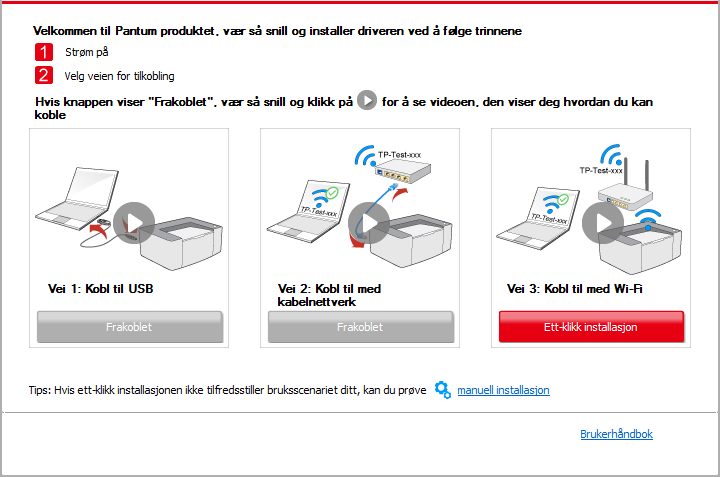 Velkommen til Pantum produktet, vær så snill og installer driveren ved å følge trinnene
1 Strøm på
2 Velg veien for tilkobling
Hvis knappen viser "Frakoblet", vær så snill og klikk på for å se videoen, den viser deg hvordan du kan
koble
TP-Test-xxx
TP-Test-xxx
TP-Test-xxx
TP-Test-xxx
Vei 1: Kobl til USB
Vei 2: Kobl til med
kabelnettverk
Vei 3: Kobl til med Wi-Fi
Frakoblet
Frakoblet
Ett-klikk installasjon
Tips: Hvis ett-klikk installasjonen ikke tilfredsstiller bruksscenariet ditt, kan du prøve manuell installasjon
Brukerhåndbok